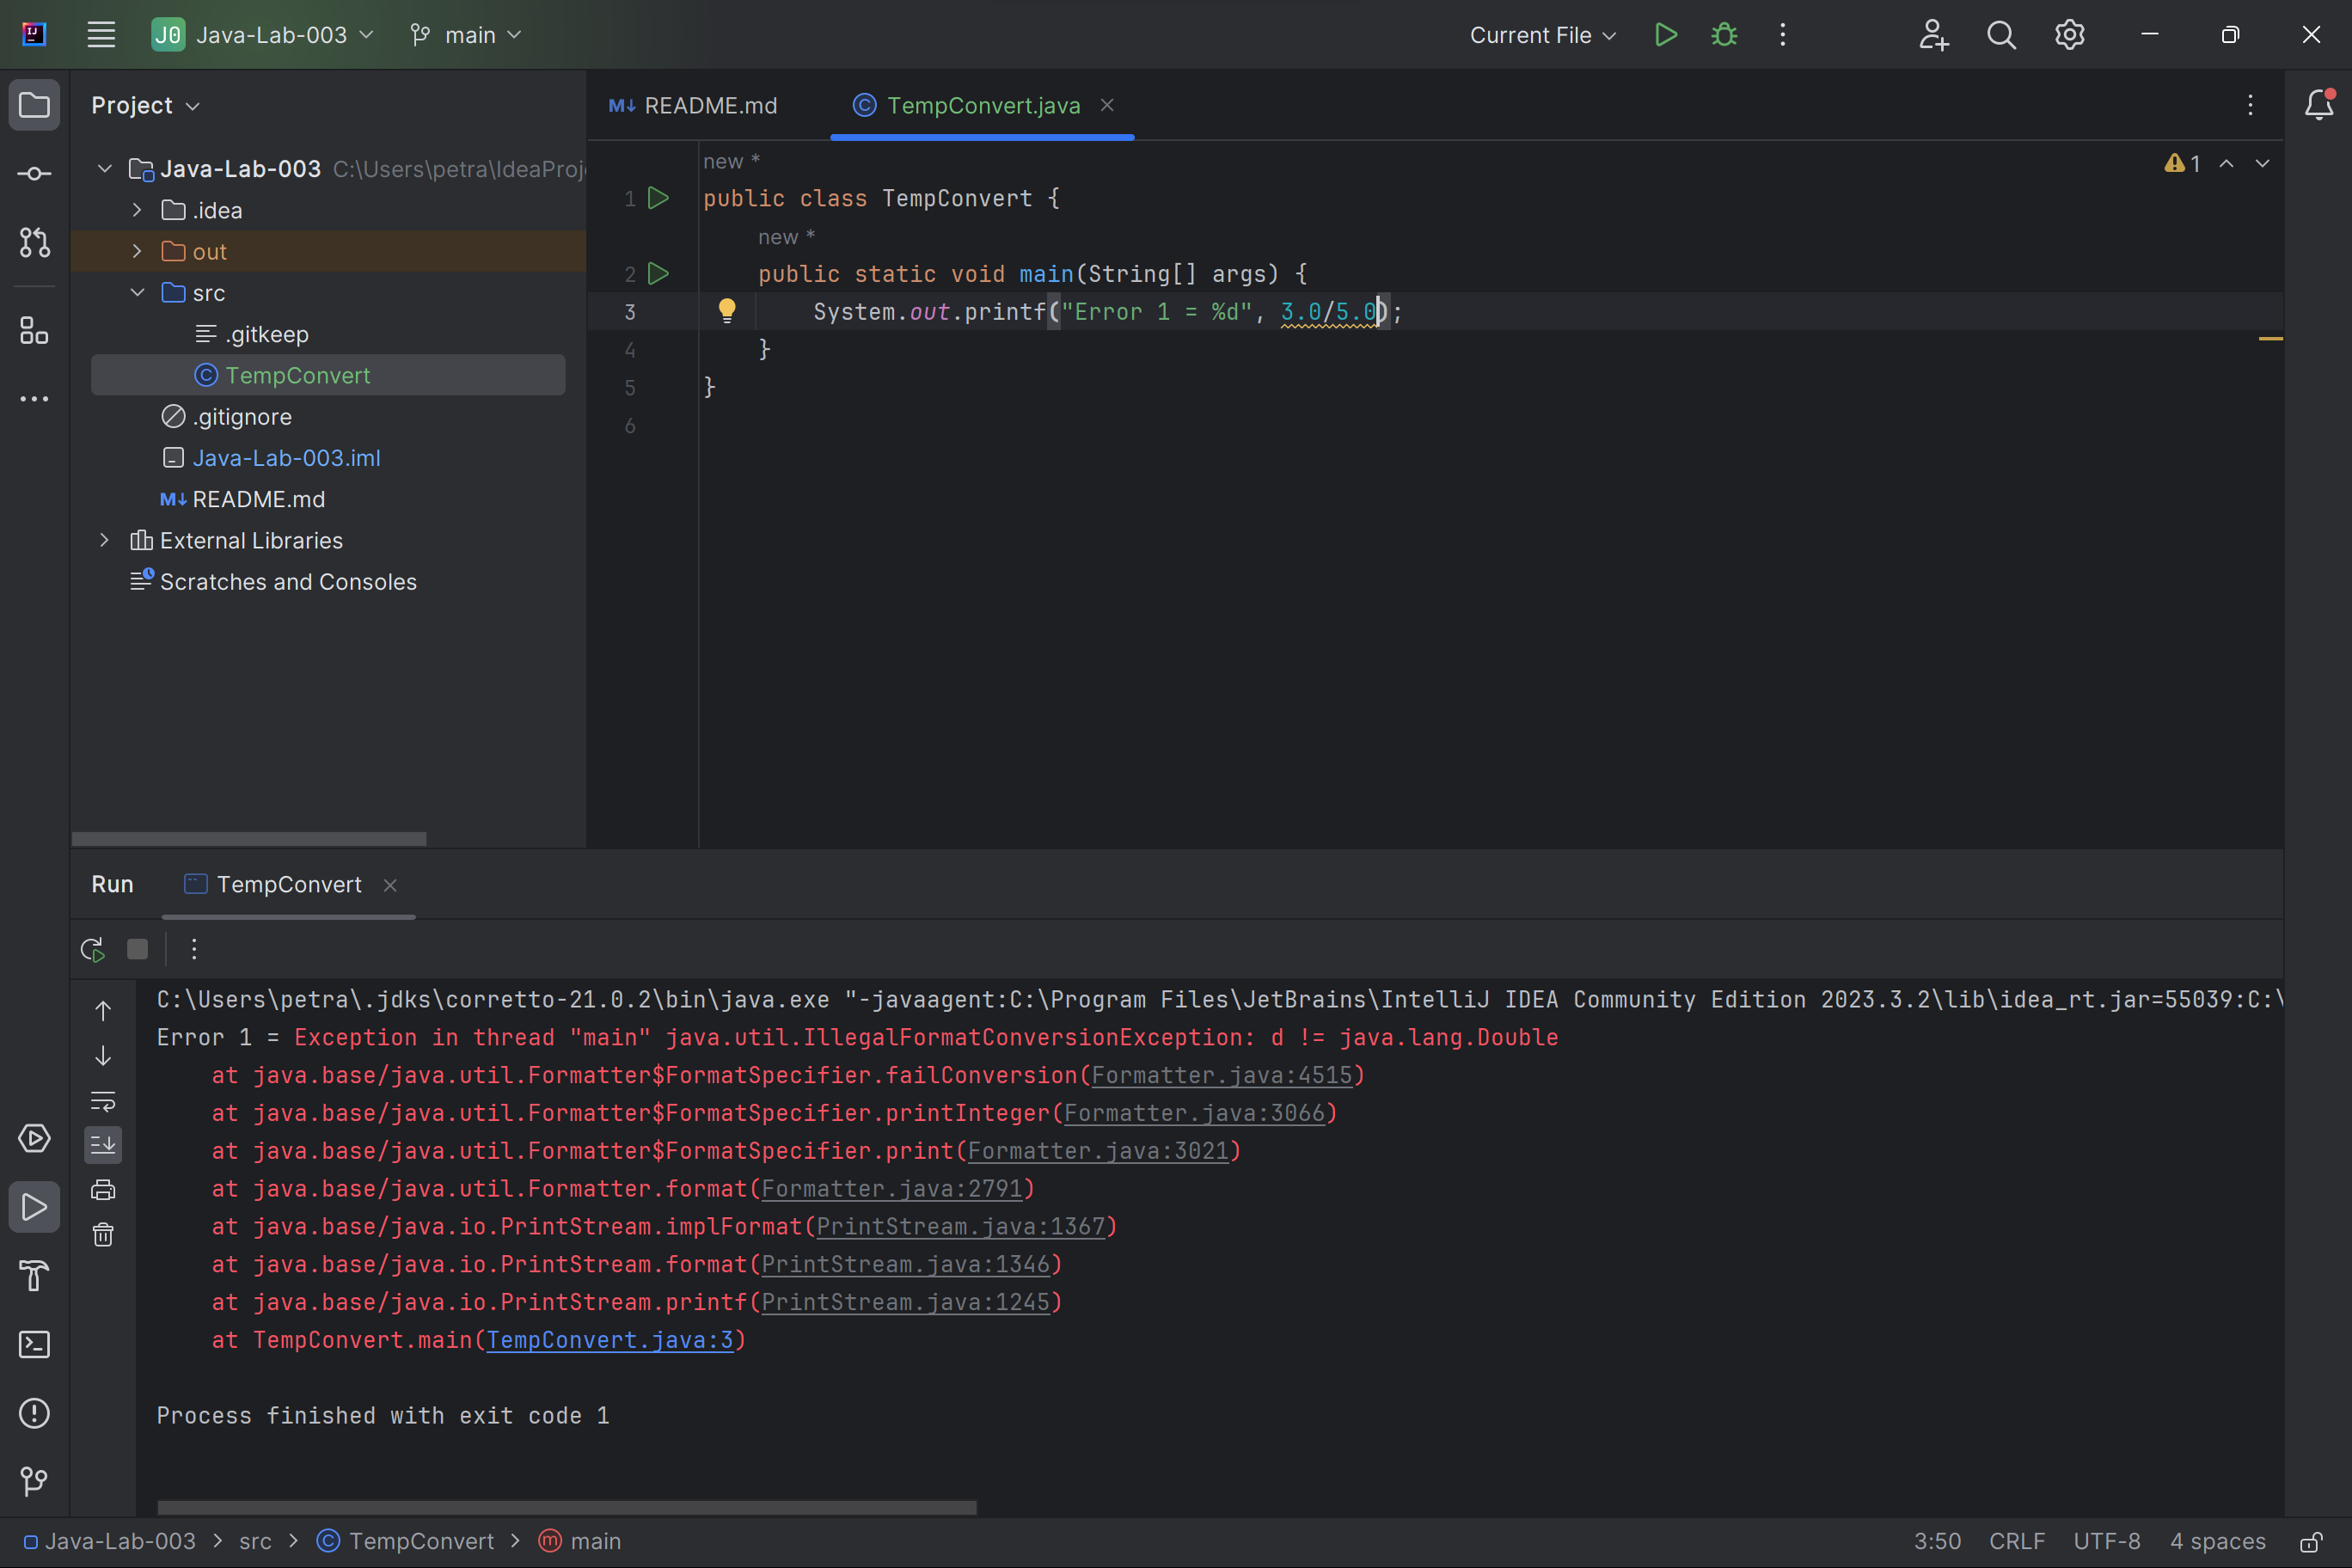 J0 Java-Lab-003 main Current File
Project
README.md TempConvert.java
Java-Lab-003 C:\Users\petra\IdeaProj
.idea
out
src
.gitkeep
TempConvert
.gitignore
Java-Lab-003.iml
README.md
External Libraries
Scratches and Consoles
new *
1
1 public class TempConvert {
new *
2 public static void main(String[] args) {
3 System.out.printf("Error 1 = %d", 3.0/5.0);
4 }
5 }
6
Run TempConvert
C:\Users\petra\.jdks\corretto-21.0.2\bin\java.exe "-javaagent:C:\Program Files\JetBrains\IntelliJ IDEA Community Edition 2023.3.2\lib\idea_rt.jar=55039:C:\
Error 1 = Exception in thread "main" java.util.IllegalFormatConversionException: d != java.lang.Double
at java.base/java.util.Formatter$FormatSpecifier.failConversion(Formatter.java:4515)
at java.base/java.util.Formatter$FormatSpecifier.printInteger(Formatter.java:3066)
at java.base/java.util.Formatter$FormatSpecifier.print(Formatter.java:3021)
at java.base/java.util.Formatter.format(Formatter.java:2791)
at java.base/java.io.PrintStream.implFormat(PrintStream.java:1367)
at java.base/java.io.PrintStream.format(PrintStream.java:1346)
at java.base/java.io.PrintStream.printf(PrintStream.java:1245)
at TempConvert.main(TempConvert.java:3)
Process finished with exit code 1
Java-Lab-003 > src > TempConvert > main 3:50 CRLF UTF-8 4 spaces